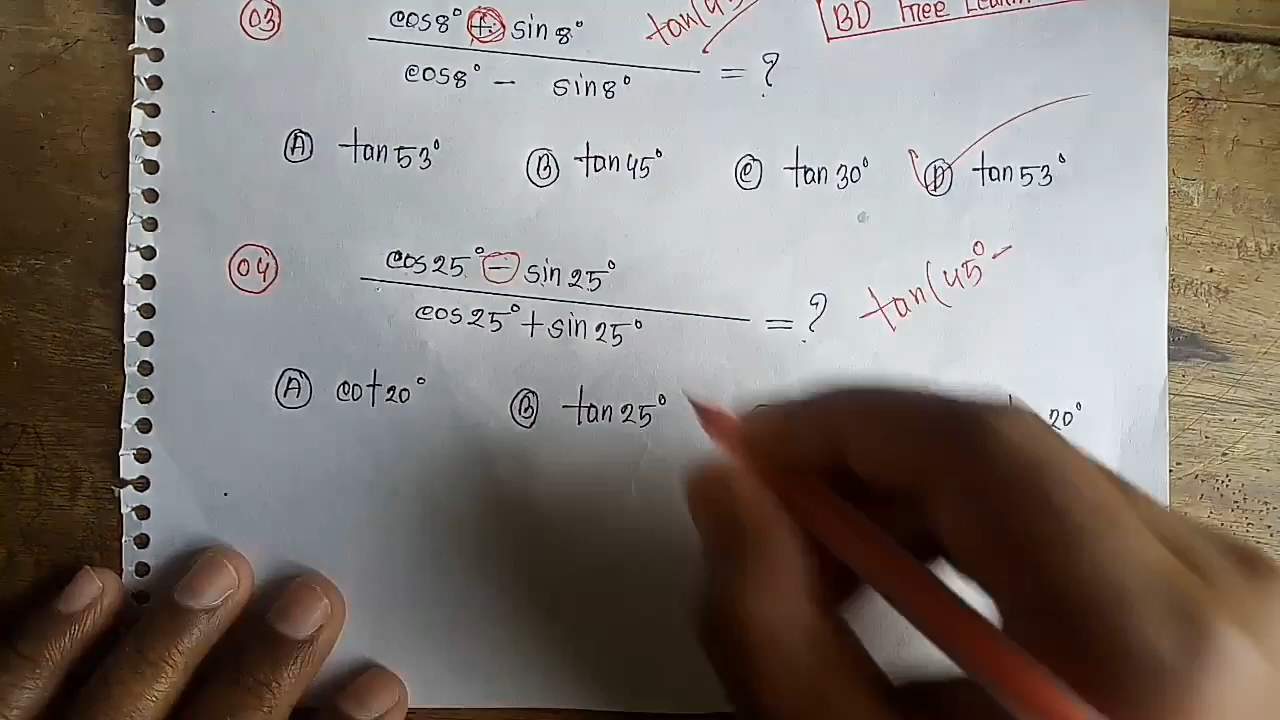 03 cos8° + sin8° tan(45
cos8° - sin8° = ?
BD Free
A tan53° B tan45° C tan30° D tan53°
04 cos25° - sin25°
cos25° + sin25° = ? tan(45° -
A cot20° B tan25° 20°